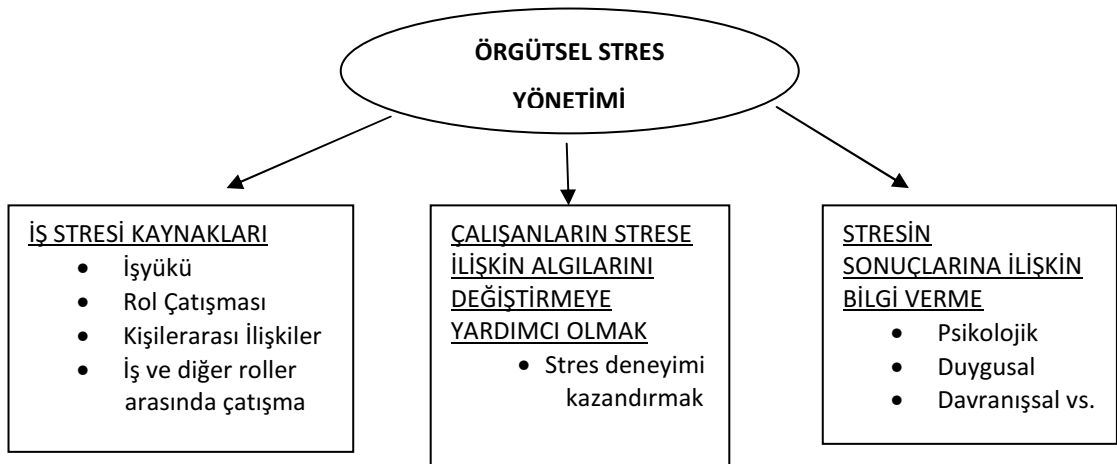 ÖRGÜTSEL STRES
YÖNETİMİ
İŞ STRESİ KAYNAKLARI
• İşyükü
• Rol Çatışması
• Kişilerarası İlişkiler
• İş ve diğer roller
arasında çatışma
ÇALIŞANLARIN STRESE
İLİŞKİN ALGILARINI
DEĞİŞTİRMEYE
YARDIMCI OLMAK
• Stres deneyimi
kazandırmak
STRESİN
SONUÇLARINA İLİŞKİN
BİLGİ VERME
• Psikolojik
• Duygusal
• Davranışsal vs.